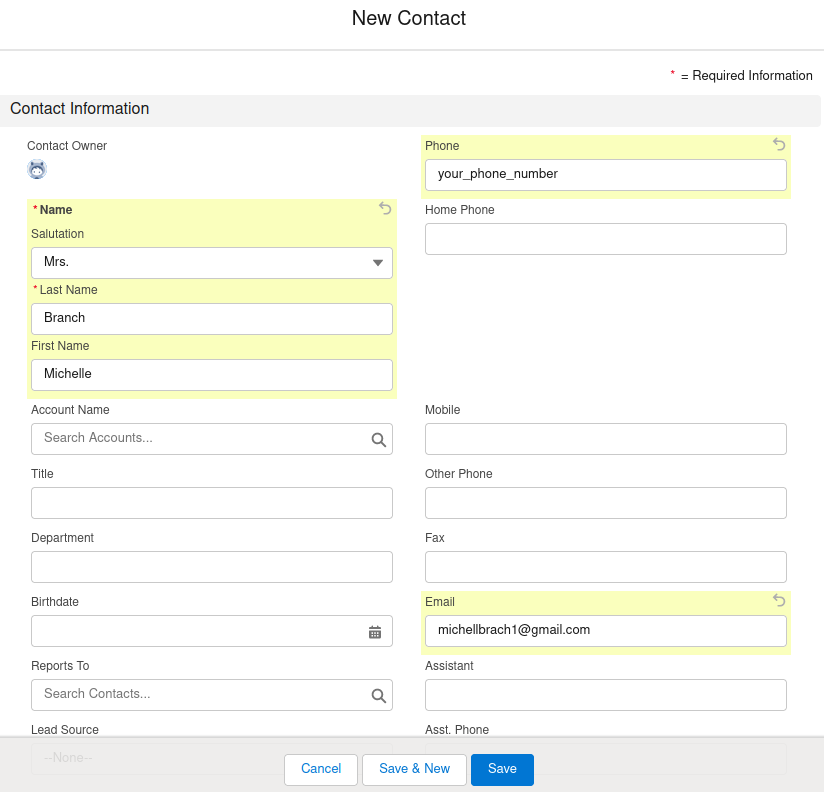 New Contact
* = Required Information
Contact Information
Contact Owner
Phone
your_phone_number
* Name
Home Phone
Salutation
Mrs.
* Last Name
Branch
First Name
Michelle
Account Name
Mobile
Search Accounts...
Title
Other Phone
Department
Fax
Birthdate
Email
michellbrach1@gmail.com
Reports To
Assistant
Search Contacts...
Lead Source
Asst. Phone
--None--
Cancel
Save & New
Save